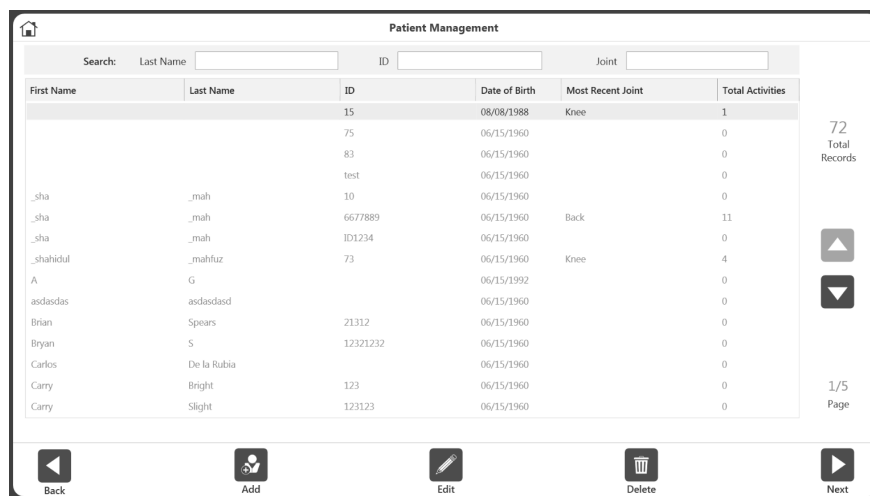 Patient Management
Search: Last Name ID Joint
First Name Last Name ID Date of Birth Most Recent Joint Total Activities
15 08/08/1988 Knee 1
75 06/15/1960 0
83 06/15/1960 0
test 06/15/1960 0
_sha _mah 10 06/15/1960 0
_sha _mah 6677889 06/15/1960 Back 11
_sha _mah ID1234 06/15/1960 0
_shahidul _mahfuz 73 06/15/1960 Knee 4
A G 06/15/1992 0
asdasdas asdasdasd 06/15/1960 0
Brian Spears 21312 06/15/1960 0
Bryan S 12321232 06/15/1960 0
Carlos De la Rubia 06/15/1960 0
Carry Bright 123 06/15/1960 0
Carry Slight 123123 06/15/1960 0
72
Total
Records
1/5
Page
Back Add Edit Delete Next